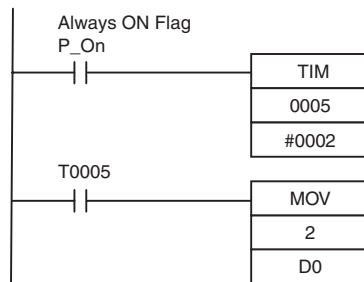 Always ON Flag
P_On
TIM
0005
#0002
T0005
MOV
2
D0